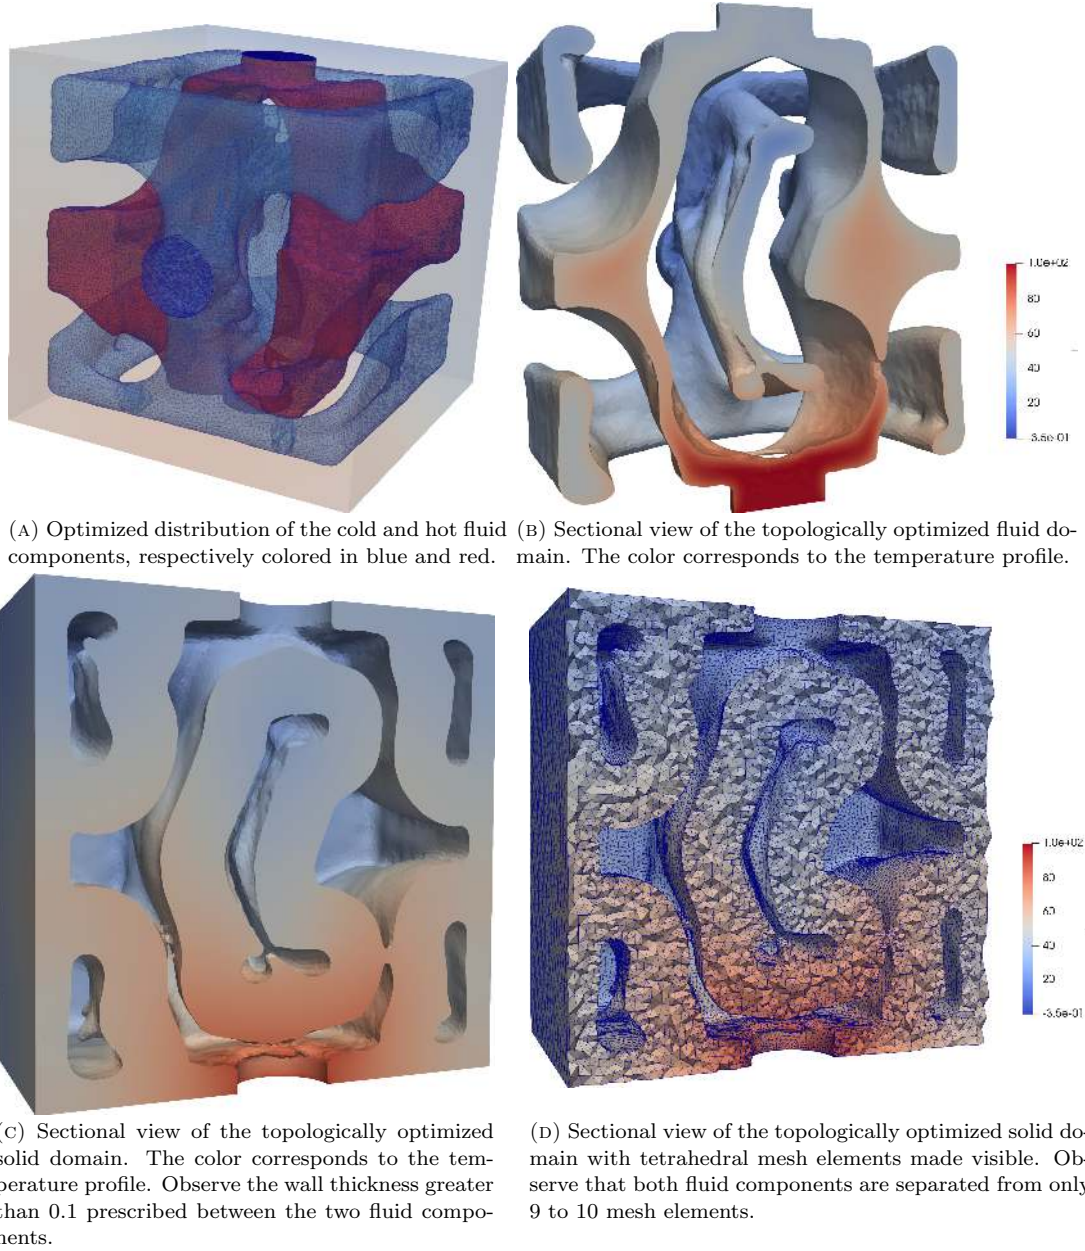 1.0e+02
80
60
40
20
-3.5e-01
(A) Optimized distribution of the cold and hot fluid
components, respectively colored in blue and red.
(B) Sectional view of the topologically optimized fluid do-
main. The color corresponds to the temperature profile.
1.0e+02
80
60
40
20
-3.5e-01
(C) Sectional view of the topologically optimized
solid domain. The color corresponds to the tem-
perature profile. Observe the wall thickness greater
than 0.1 prescribed between the two fluid compo-
nents.
(D) Sectional view of the topologically optimized solid do-
main with tetrahedral mesh elements made visible. Ob-
serve that both fluid components are separated from only
9 to 10 mesh elements.